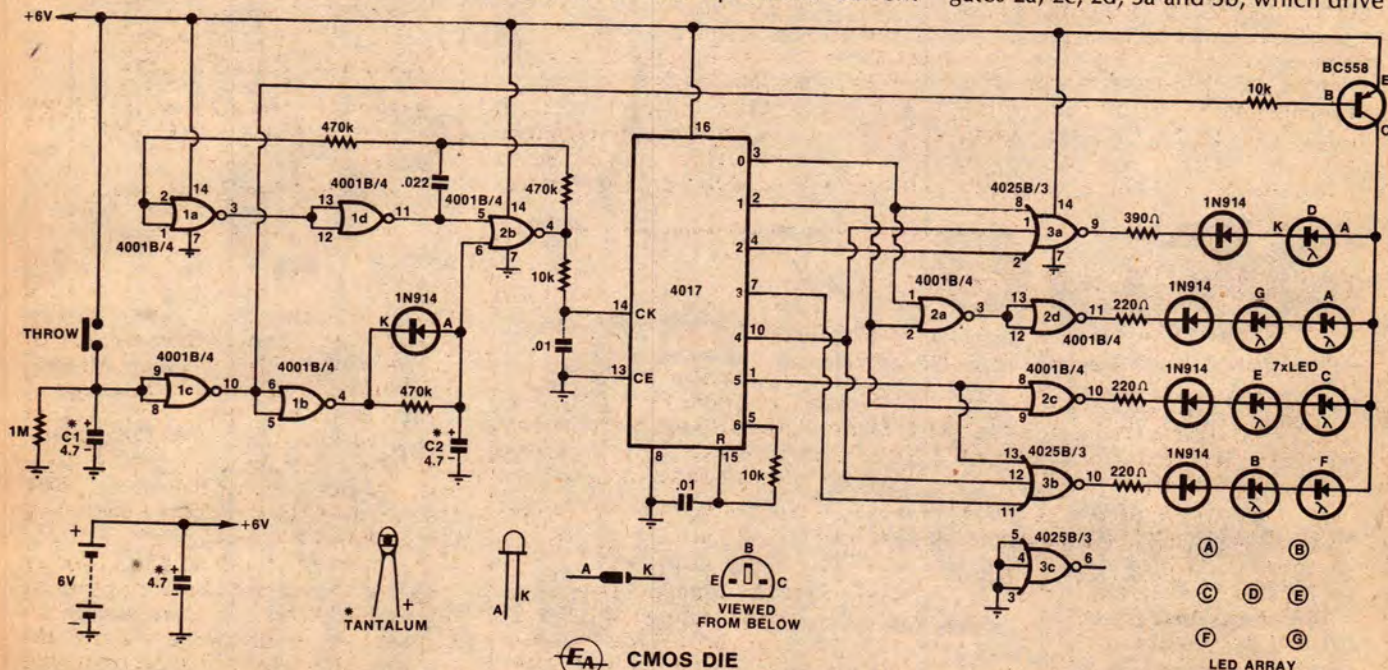 gates 2a, 2c, 2d, 3a and 3b, which drive
+6V
BC558
E
B
C
10k
470k
16
14
2
1
1a
3
7
4001B/4
4001B/4
13
12
1d
11
.022
4001B/4
470k
14
5
6
2b
4
7
10k
.01
4017
14 CK
13 CE
0 3
1 2
2 4
3 7
4 10
5 1
6 5
R
8
15
.01
10k
4025B/3
8
1
2
3a
14
9
7
390Ω
1N914
D
K
A
λ
4001B/4
1
2
2a
3
13
12
2d
11
4001B/4
220Ω
1N914
G
A
λ
λ
7xLED
4001B/4
8
9
2c
10
220Ω
1N914
E
C
λ
λ
4025B/3
13
12
11
3b
10
220Ω
1N914
B
F
λ
λ
4025B/3
5
4
3
3c
6
THROW
1M
* +
C1
4.7 -
4001B/4
9
8
1c
10
4001B/4
6
5
1b
4
1N914
K
A
470k
* +
C2
4.7 -
+6V
+
6V
-
* +
4.7 -
* +
TANTALUM
A
K
A
K
B
E
C
VIEWED
FROM BELOW
EA CMOS DIE
A B
C D E
F G
LED ARRAY